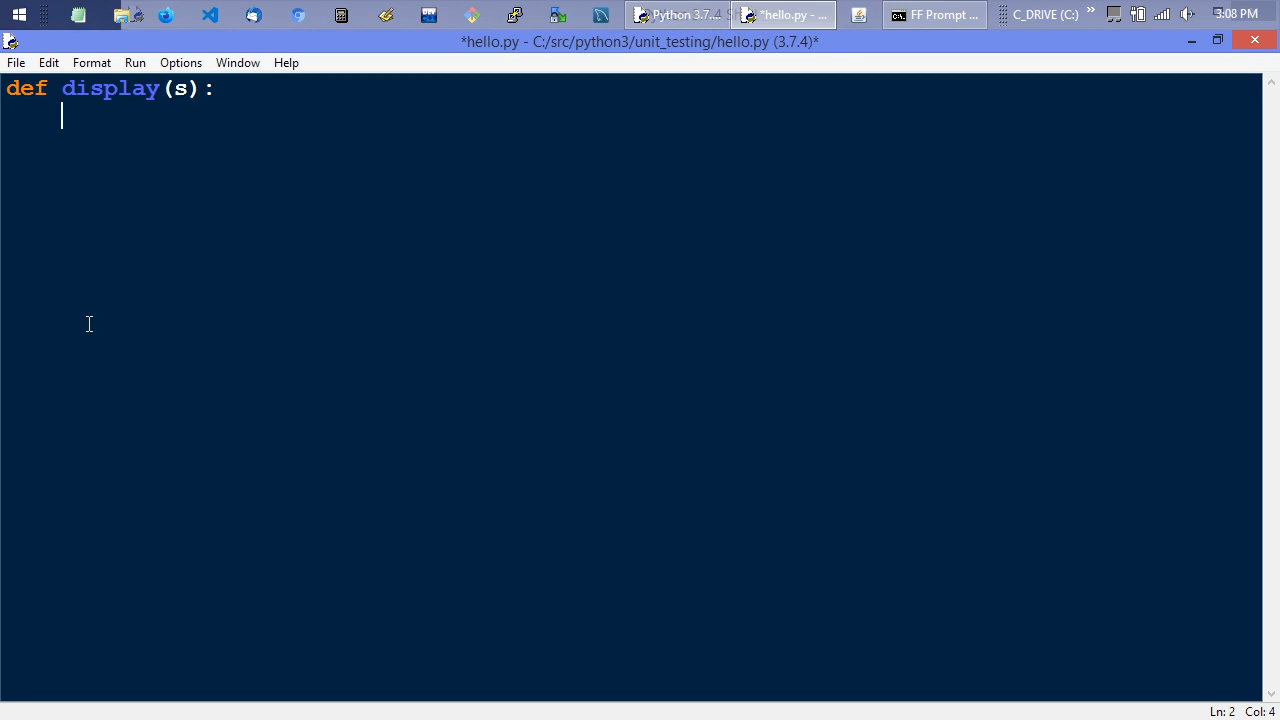 Python 3.7....
*hello.py - ...
FF Prompt ...
C_DRIVE (C:)
»
3:08 PM
*hello.py - C:/src/python3/unit_testing/hello.py (3.7.4)*
File Edit Format Run Options Window Help
def display(s):
Ln: 2 Col: 4